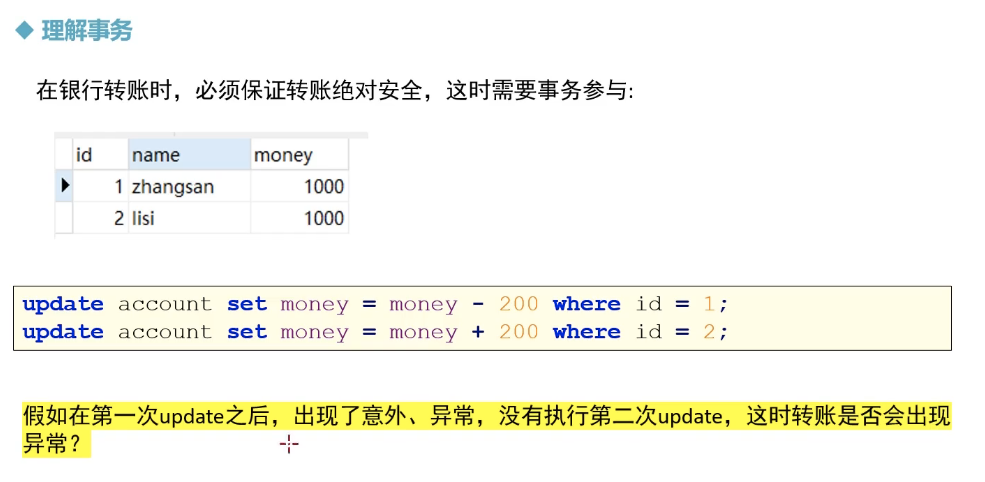 理解事务
在银行转账时，必须保证转账绝对安全，这时需要事务参与:
id name money
1 zhangsan 1000
2 lisi 1000
update account set money = money - 200 where id = 1;
update account set money = money + 200 where id = 2;
假如在第一次update之后，出现了意外、异常，没有执行第二次update，这时转账是否会出现
异常？